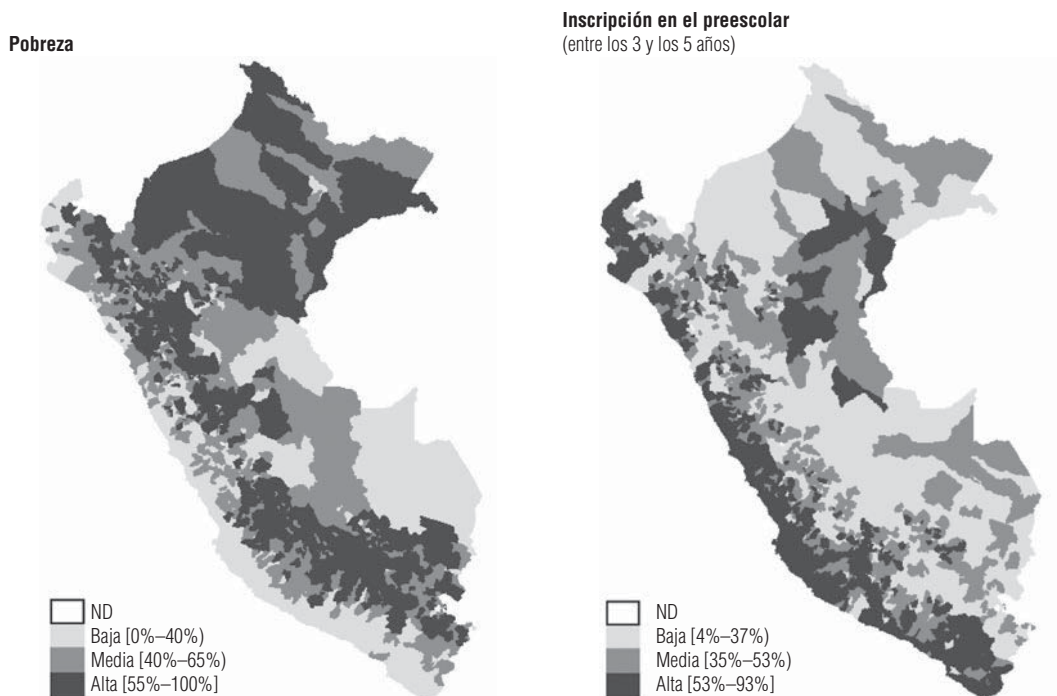 Pobreza
Inscripción en el preescolar
(entre los 3 y los 5 años)
ND
Baja [0%–40%)
Media [40%–65%)
Alta [55%–100%]
ND
Baja [4%–37%)
Media [35%–53%)
Alta [53%–93%]